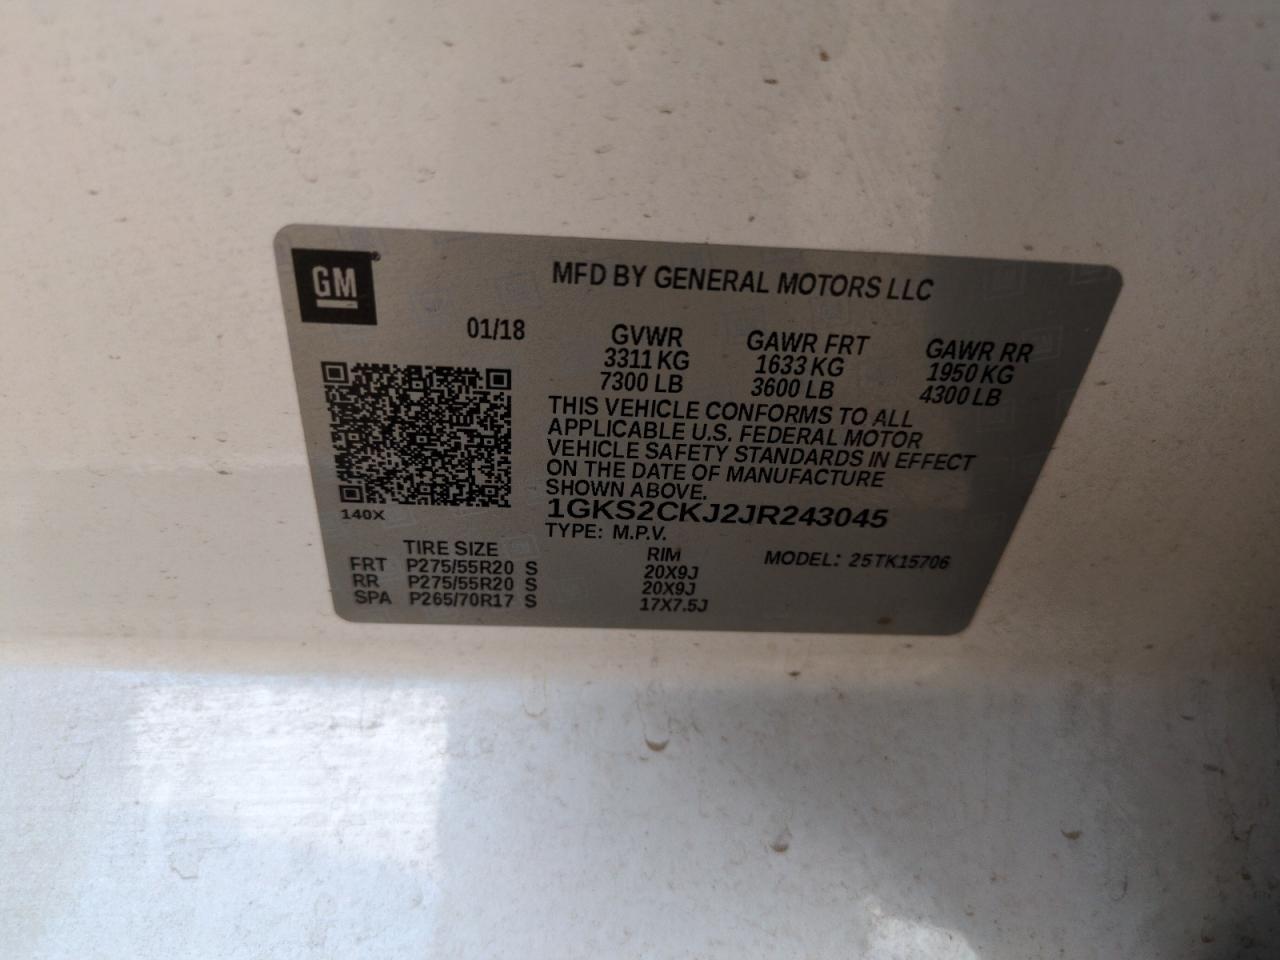 GM
MFD BY GENERAL MOTORS LLC
01/18
GVWR GAWR FRT GAWR RR
3311 KG 1633 KG 1950 KG
7300 LB 3600 LB 4300 LB
THIS VEHICLE CONFORMS TO ALL
APPLICABLE U.S. FEDERAL MOTOR
VEHICLE SAFETY STANDARDS IN EFFECT
ON THE DATE OF MANUFACTURE
SHOWN ABOVE.
140X
1GKS2CKJ2JR243045
TYPE: M.P.V.
MODEL: 25TK15706
TIRE SIZE RIM
FRT P275/55R20 S 20X9J
RR P275/55R20 S 20X9J
SPA P265/70R17 S 17X7.5J